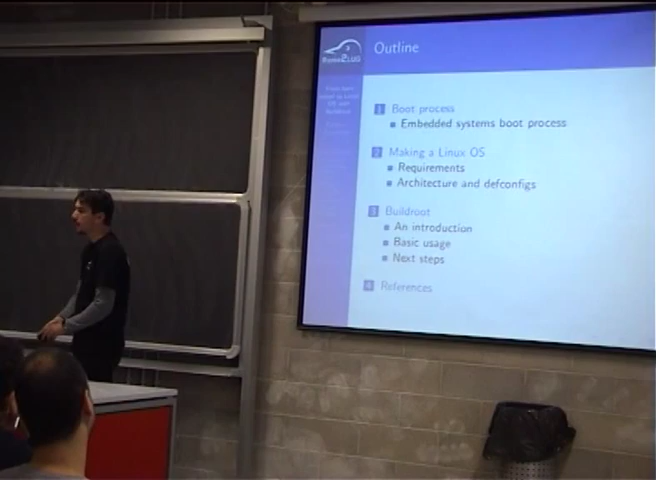 Outline
Roma2LUG
1 Boot process
Embedded systems boot process
2 Making a Linux OS
Requirements
Architecture and defconfigs
3 Buildroot
An introduction
Basic usage
Next steps
4 References